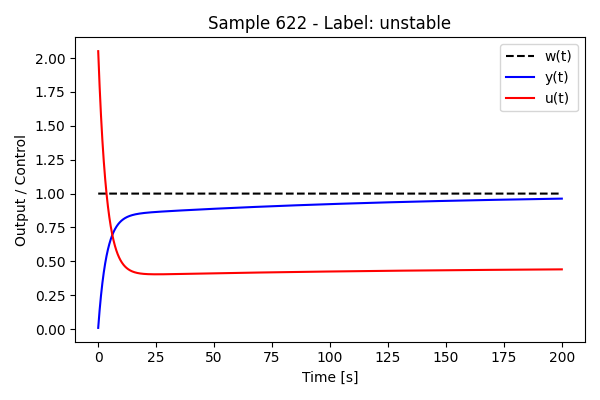 Sample 622 - Label: unstable
w(t)
y(t)
u(t)
Output / Control
2.00
1.75
1.50
1.25
1.00
0.75
0.50
0.25
0.00
0 25 50 75 100 125 150 175 200
Time [s]